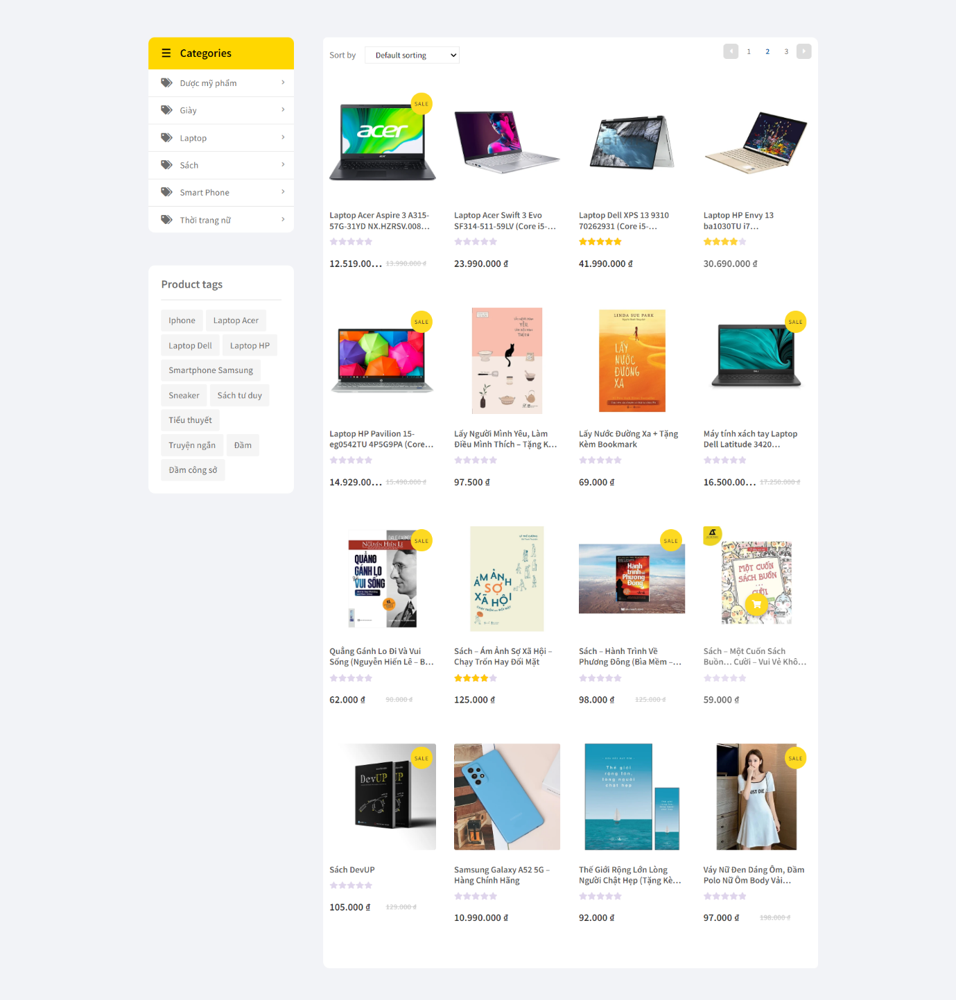 Categories
Dược mỹ phẩm
Giày
Laptop
Sách
Smart Phone
Thời trang nữ
Product tags
Iphone
Laptop Acer
Laptop Dell
Laptop HP
Smartphone Samsung
Sneaker
Sách tư duy
Tiểu thuyết
Truyện ngắn
Đầm
Đầm công sở
Sort by
Default sorting
1 2 3
SALE
acer
Laptop Acer Aspire 3 A315-
57G-31YD NX.HZRSV.008...
12.519.00... 13.990.000 ₫
Laptop Acer Swift 3 Evo
SF314-511-59LV (Core i5-...
23.990.000 ₫
Laptop Dell XPS 13 9310
70262931 (Core i5-...
41.990.000 ₫
Laptop HP Envy 13
ba1030TU i7...
30.690.000 ₫
SALE
Laptop HP Pavilion 15-
eg0542TU 4P5G9PA (Core...
14.929.00... 15.490.000 ₫
Lấy Người Mình Yêu, Làm
Điều Mình Thích – Tặng K...
97.500 ₫
LINDA SUE PARK
LẤY
NƯỚC
ĐƯỜNG
XA
Lấy Nước Đường Xa + Tặng
Kèm Bookmark
69.000 ₫
SALE
Máy tính xách tay Laptop
Dell Latitude 3420...
16.500.00... 17.250.000 ₫
SALE
NGUYỄN HIẾN LÊ
QUẲNG
GÁNH LO
VUI SỐNG
Quẳng Gánh Lo Đi Và Vui
Sống (Nguyễn Hiến Lê – B...
62.000 ₫ 90.000 ₫
ÁM ẢNH
SỢ
XÃ HỘI
Sách – Ám Ảnh Sợ Xã Hội –
Chạy Trốn Hay Đối Mặt
125.000 ₫
SALE
Hành
trình về
Phương
Đông
Sách – Hành Trình Về
Phương Đông (Bìa Mềm –...
98.000 ₫ 125.000 ₫
MỘT CUỐN
SÁCH BUỒN
...
CƯỜI
Sách – Một Cuốn Sách
Buồn... Cười – Vui Vẻ Khô...
59.000 ₫
SALE
DevUP
Sách DevUP
105.000 ₫ 129.000 ₫
Samsung Galaxy A52 5G –
Hàng Chính Hãng
10.990.000 ₫
Thế giới
rộng lớn,
lòng người
chật hẹp
Thế Giới Rộng Lớn Lòng
Người Chật Hẹp (Tặng Kè...
92.000 ₫
SALE
Váy Nữ Đen Dáng Ôm, Đầm
Polo Nữ Ôm Body Vải...
97.000 ₫ 198.000 ₫